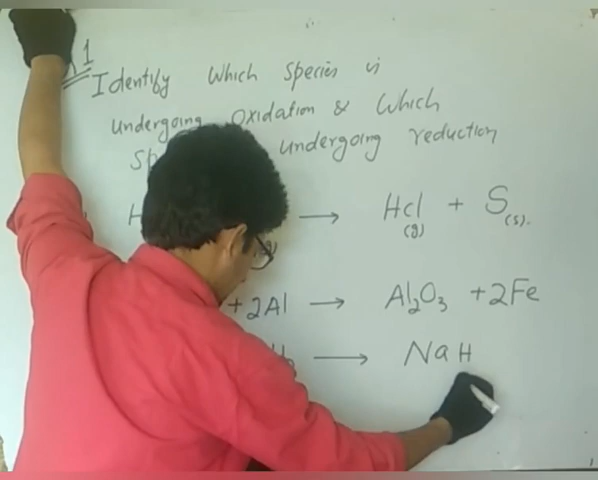 1
Identify which species is
undergoing oxidation & which
undergoing reduction
H → Hcl + S
(g) (s).
+ 2Al → Al₂O₃ + 2Fe
→ NaH